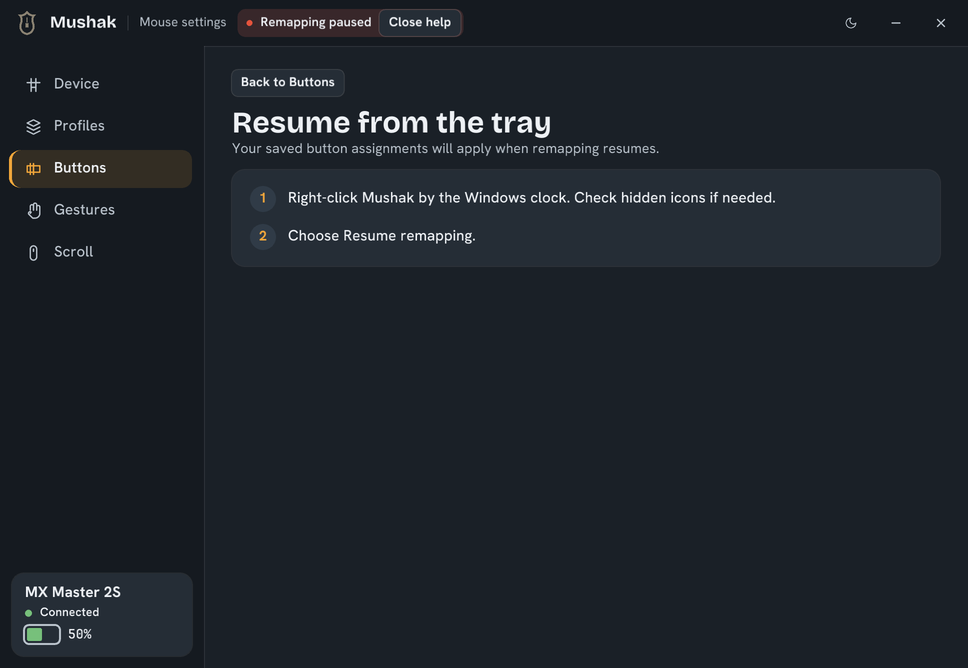 Mushak
Mouse settings
Remapping paused
Close help
Device
Profiles
Buttons
Gestures
Scroll
Back to Buttons
Resume from the tray
Your saved button assignments will apply when remapping resumes.
1 Right-click Mushak by the Windows clock. Check hidden icons if needed.
2 Choose Resume remapping.
MX Master 2S
Connected
50%